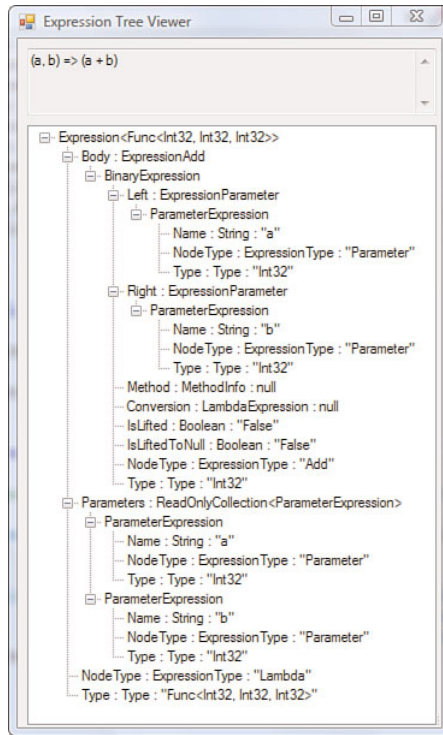 Expression Tree Viewer
(a, b) => (a + b)
Expression<Func<Int32, Int32, Int32>>
Body : ExpressionAdd
BinaryExpression
Left : ExpressionParameter
ParameterExpression
Name : String : "a"
NodeType : ExpressionType : "Parameter"
Type : Type : "Int32"
Right : ExpressionParameter
ParameterExpression
Name : String : "b"
NodeType : ExpressionType : "Parameter"
Type : Type : "Int32"
Method : MethodInfo : null
Conversion : LambdaExpression : null
IsLifted : Boolean : "False"
IsLiftedToNull : Boolean : "False"
NodeType : ExpressionType : "Add"
Type : Type : "Int32"
Parameters : ReadOnlyCollection<ParameterExpression>
ParameterExpression
Name : String : "a"
NodeType : ExpressionType : "Parameter"
Type : Type : "Int32"
ParameterExpression
Name : String : "b"
NodeType : ExpressionType : "Parameter"
Type : Type : "Int32"
NodeType : ExpressionType : "Lambda"
Type : Type : "Func<Int32, Int32, Int32>"